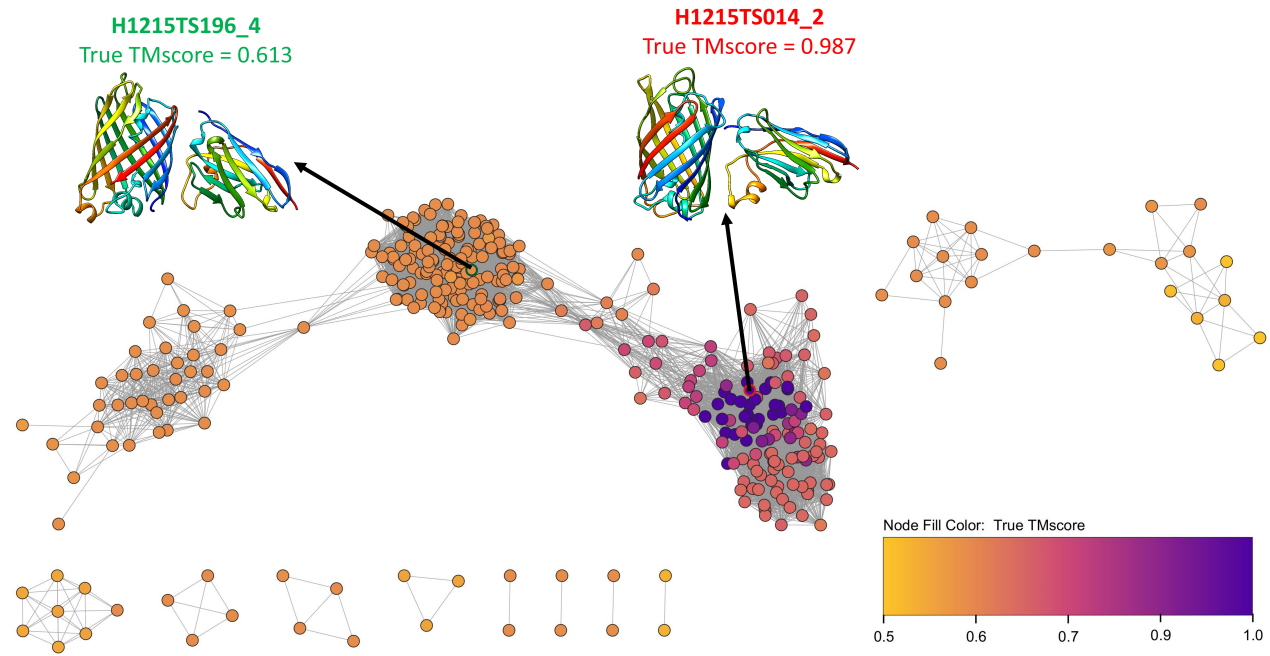 H1215TS196_4
True TMscore = 0.613
H1215TS014_2
True TMscore = 0.987
Node Fill Color: True TMscore
0.5 0.6 0.7 0.9 1.0